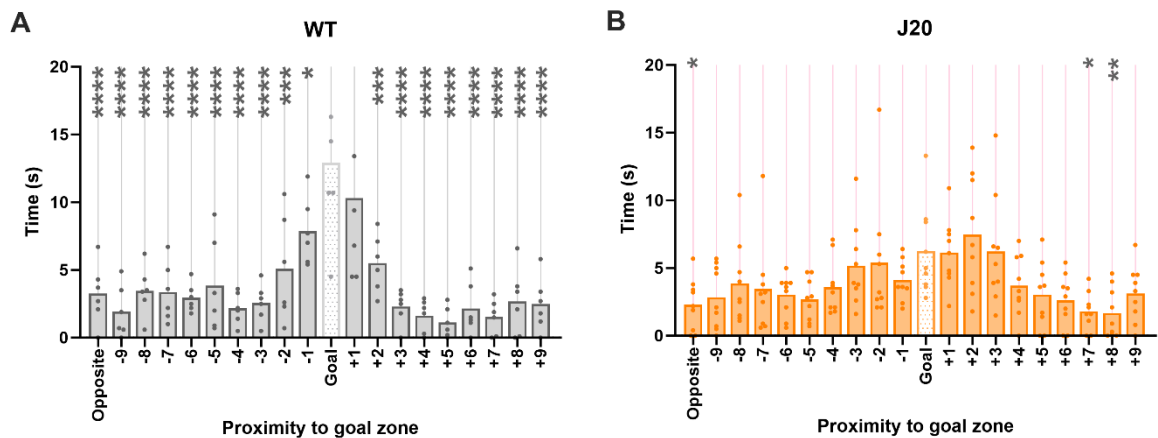 A
WT
**** **** **** **** **** **** **** **** *** * *** **** **** **** **** **** **** ****
Time (s)
20
15
10
5
0
Opposite -9 -8 -7 -6 -5 -4 -3 -2 -1 Goal +1 +2 +3 +4 +5 +6 +7 +8 +9
Proximity to goal zone
B
J20
* * **
Time (s)
20
15
10
5
0
Opposite -9 -8 -7 -6 -5 -4 -3 -2 -1 Goal +1 +2 +3 +4 +5 +6 +7 +8 +9
Proximity to goal zone